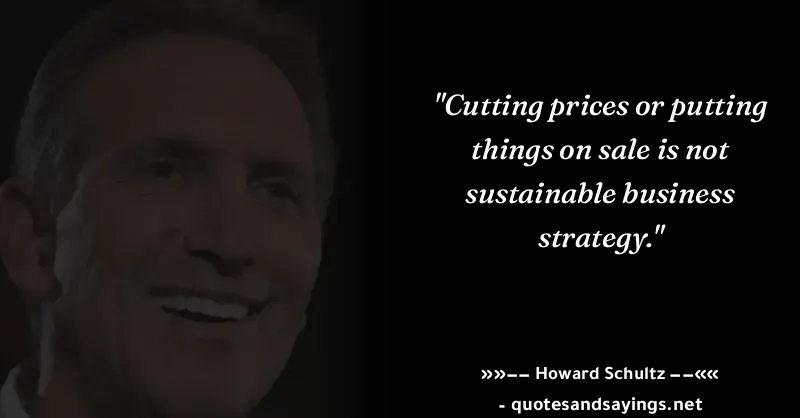 "Cutting prices or putting
things on sale is not
sustainable business
strategy."
»»−− Howard Schultz −−««
- quotesandsayings.net